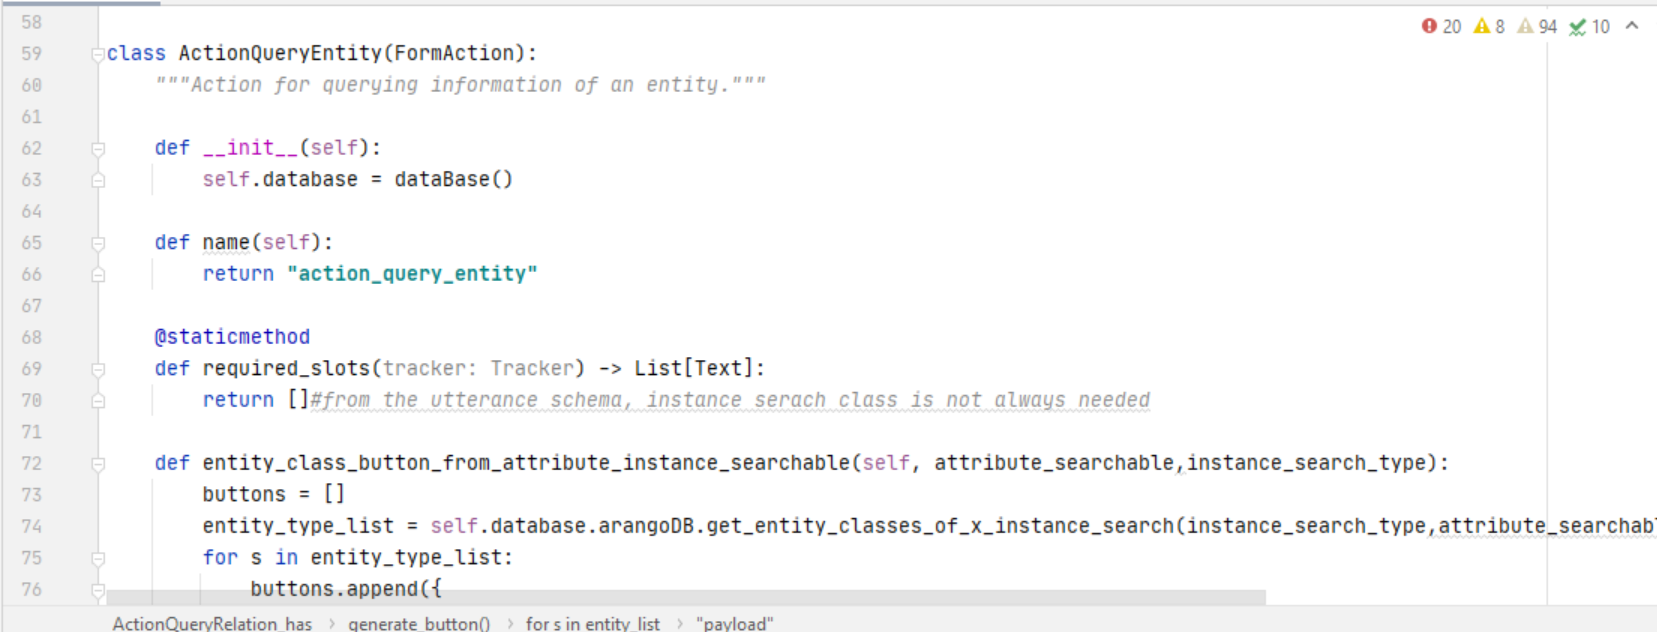 58
20 8 94 10
59 class ActionQueryEntity(FormAction):
60 """Action for querying information of an entity."""
61
62 def __init__(self):
63 self.database = dataBase()
64
65 def name(self):
66 return "action_query_entity"
67
68 @staticmethod
69 def required_slots(tracker: Tracker) -> List[Text]:
70 return []#from the utterance schema, instance serach class is not always needed
71
72 def entity_class_button_from_attribute_instance_searchable(self, attribute_searchable,instance_search_type):
73 buttons = []
74 entity_type_list = self.database.arangoDB.get_entity_classes_of_x_instance_search(instance_search_type,attribute_searchabl
75 for s in entity_type_list:
76 buttons.append({
ActionQueryRelation_has › generate_button() › for s in entity_list › "payload"